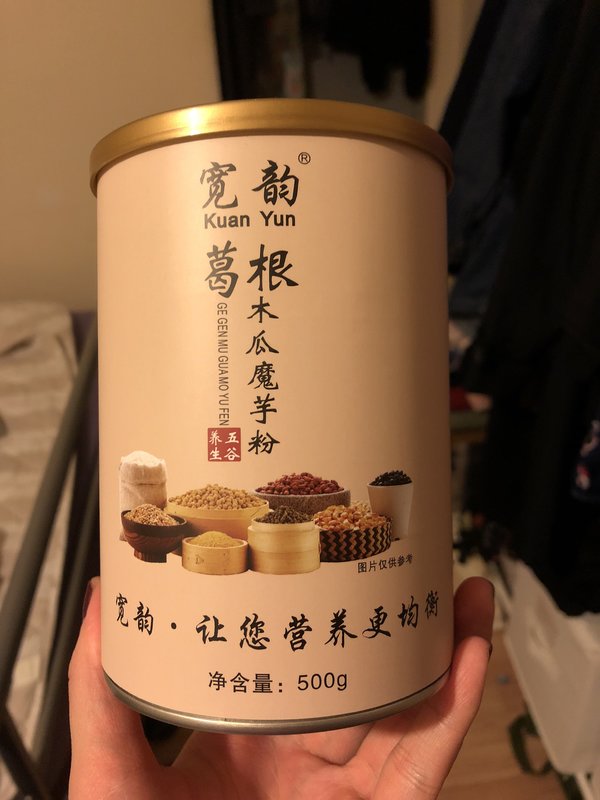 宽韵®
Kuan Yun
葛根
木瓜魔芋粉
GE GEN MU GUA MO YU FEN
五谷
养生
图片仅供参考
宽韵·让您营养更均衡
净含量：500g